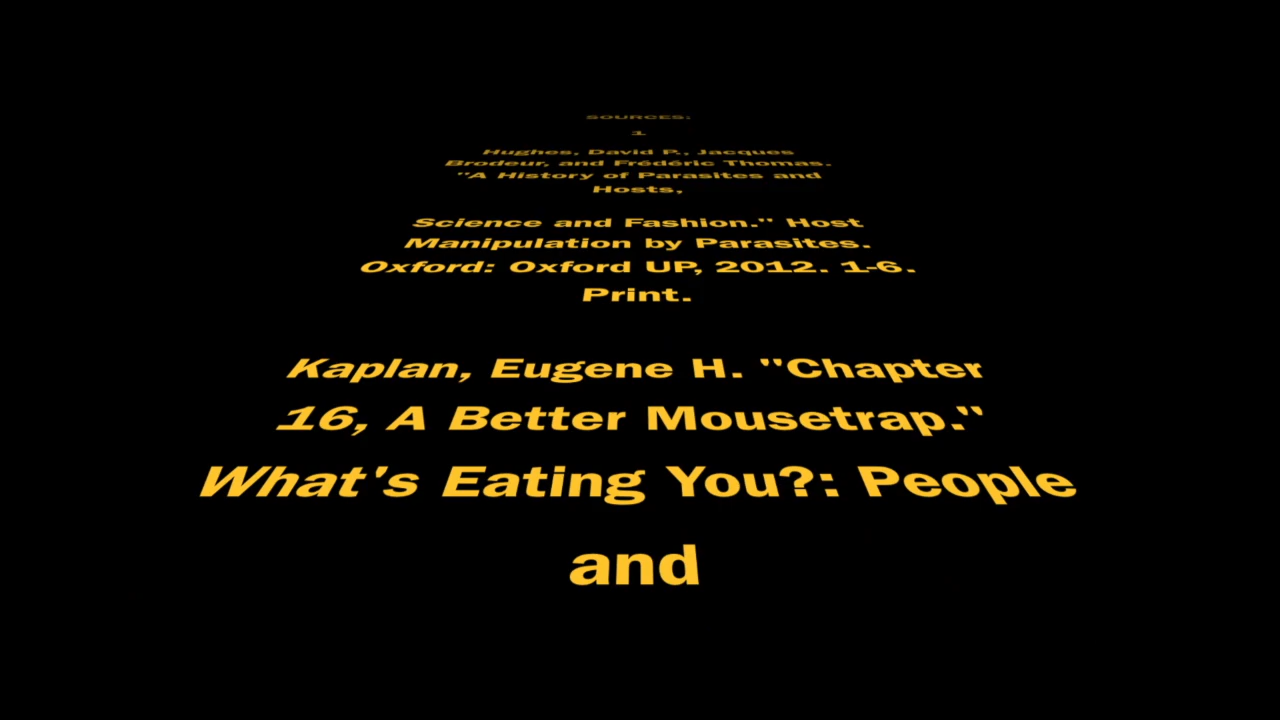 SOURCES:
1
Hughes, David P., Jacques
Brodeur, and Frédéric Thomas.
"A History of Parasites and
Hosts,
Science and Fashion." Host
Manipulation by Parasites.
Oxford: Oxford UP, 2012. 1-6.
Print.
Kaplan, Eugene H. "Chapter
16, A Better Mousetrap."
What's Eating You?: People
and